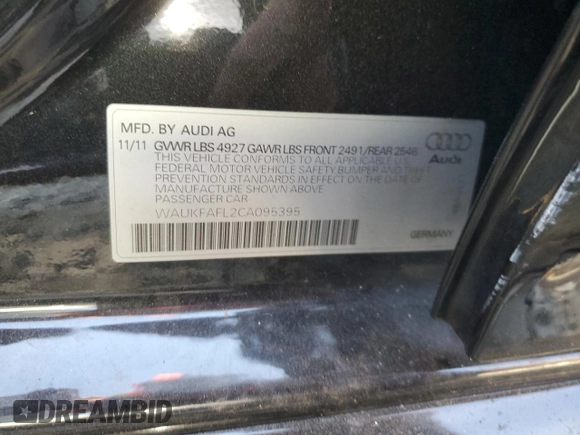 MFD. BY AUDI AG
11/11 GVWR LBS 4927 GAWR LBS FRONT 2491/REAR 2546
THIS VEHICLE CONFORMS TO ALL APPLICABLE U.S.
FEDERAL MOTOR VEHICLE SAFETY BUMPER AND THEFT
PREVENTION STANDARDS IN EFFECT ON THE DATE OF
MANUFACTURE SHOWN ABOVE
PASSENGER CAR
WAUKFAFL2CA095395
Audi
GERMANY
DREAMBID